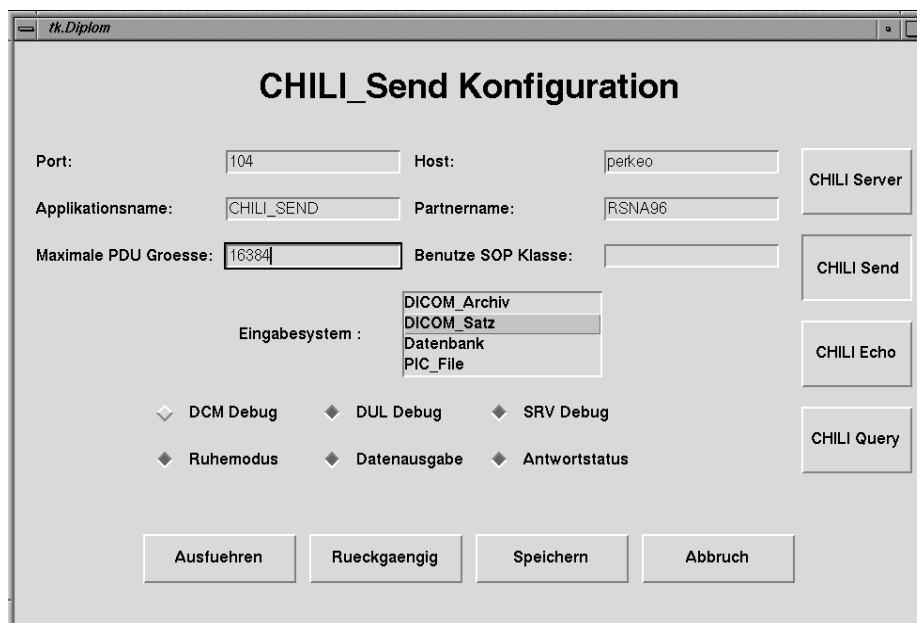 tk.Diplom
CHILI_Send Konfiguration
Port: 104 Host: perkeo
CHILI Server
Applikationsname: CHILI_SEND Partnername: RSNA96
Maximale PDU Groesse: 16384 Benutze SOP Klasse:
CHILI Send
Eingabesystem :
DICOM_Archiv
DICOM_Satz
Datenbank
PIC_File
CHILI Echo
DCM Debug DUL Debug SRV Debug
CHILI Query
Ruhemodus Datenausgabe Antwortstatus
Ausfuehren Rueckgaengig Speichern Abbruch